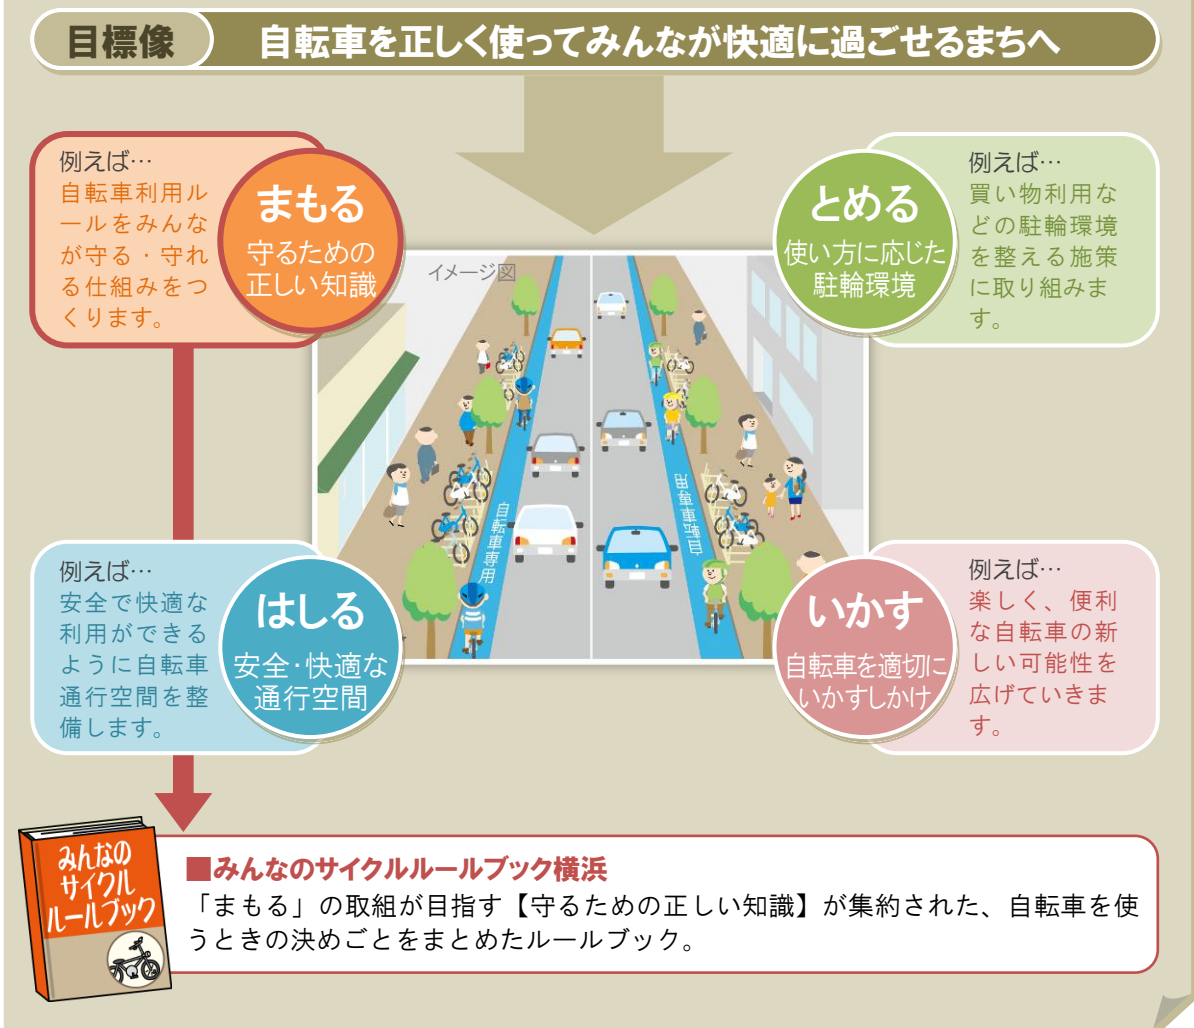 目標像
自転車を正しく使ってみんなが快適に過ごせるまちへ
例えば…
自転車利用ル
ールをみんな
が守る・守れ
る仕組みをつ
くります。
まもる
守るための
正しい知識
とめる
使い方に応じた
駐輪環境
例えば…
買い物利用な
どの駐輪環境
を整える施策
に取り組みま
す。
イメージ図
自転車専用
自転車専用
例えば…
安全で快適な
利用ができる
ように自転車
通行空間を整
備します。
はしる
安全・快適な
通行空間
いかす
自転車を適切に
いかすしかけ
例えば…
楽しく、便利
な自転車の新
しい可能性を
広げていきま
す。
みんなの
サイクル
ルールブック
■みんなのサイクルルールブック横浜
「まもる」の取組が目指す【守るための正しい知識】が集約された、自転車を使
うときの決めごとをまとめたルールブック。